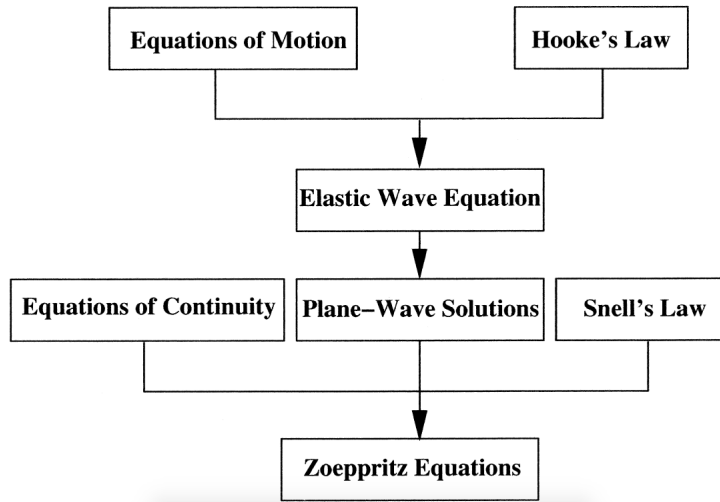 Equations of Motion
Hooke's Law
Elastic Wave Equation
Equations of Continuity
Plane–Wave Solutions
Snell's Law
Zoeppritz Equations